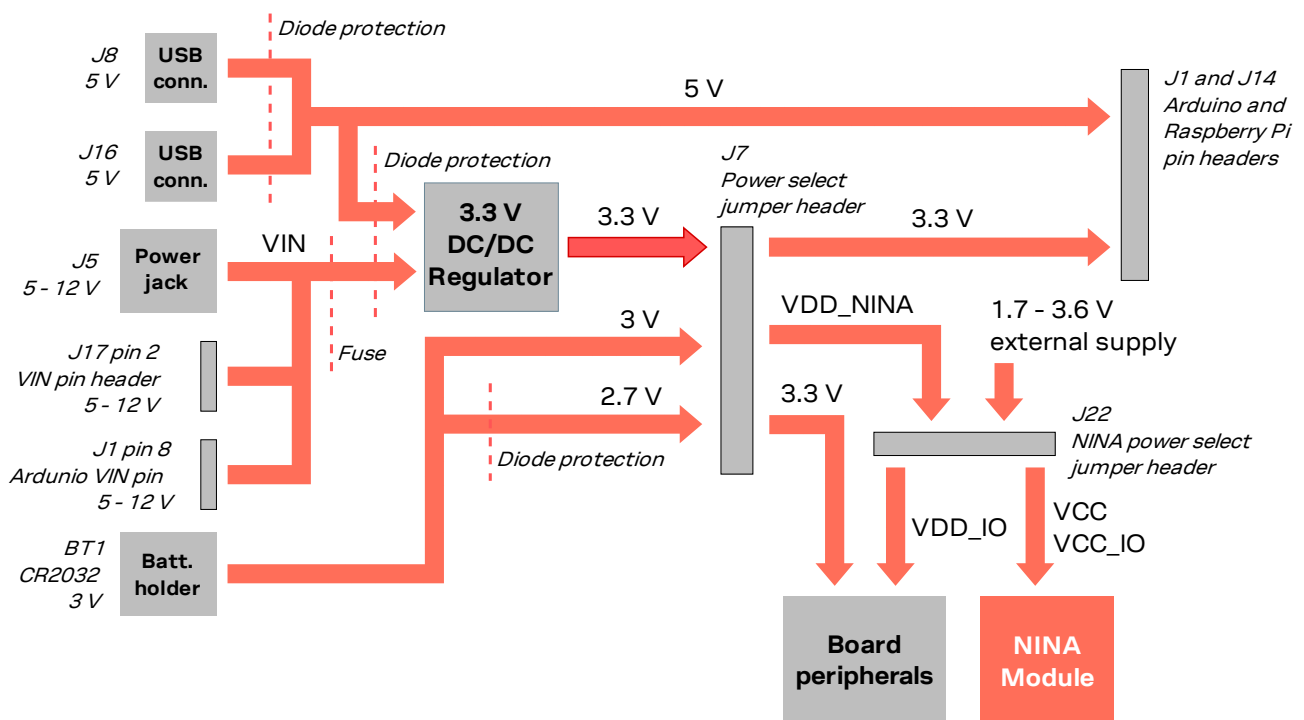 Diode protection
J8
5 V
USB
conn.
5 V
J1 and J14
Arduino and
Raspberry Pi
pin headers
J16
5 V
USB
conn.
Diode protection
J7
Power select
jumper header
3.3 V
DC/DC
Regulator
3.3 V
3.3 V
J5
5 - 12 V
Power
jack
VIN
Fuse
3 V
VDD_NINA
1.7 - 3.6 V
external supply
J17 pin 2
VIN pin header
5 - 12 V
2.7 V
3.3 V
Diode protection
J22
NINA power select
jumper header
J1 pin 8
Ardunio VIN pin
5 - 12 V
BT1
CR2032
3 V
Batt.
holder
VDD_IO
VCC
VCC_IO
Board
peripherals
NINA
Module